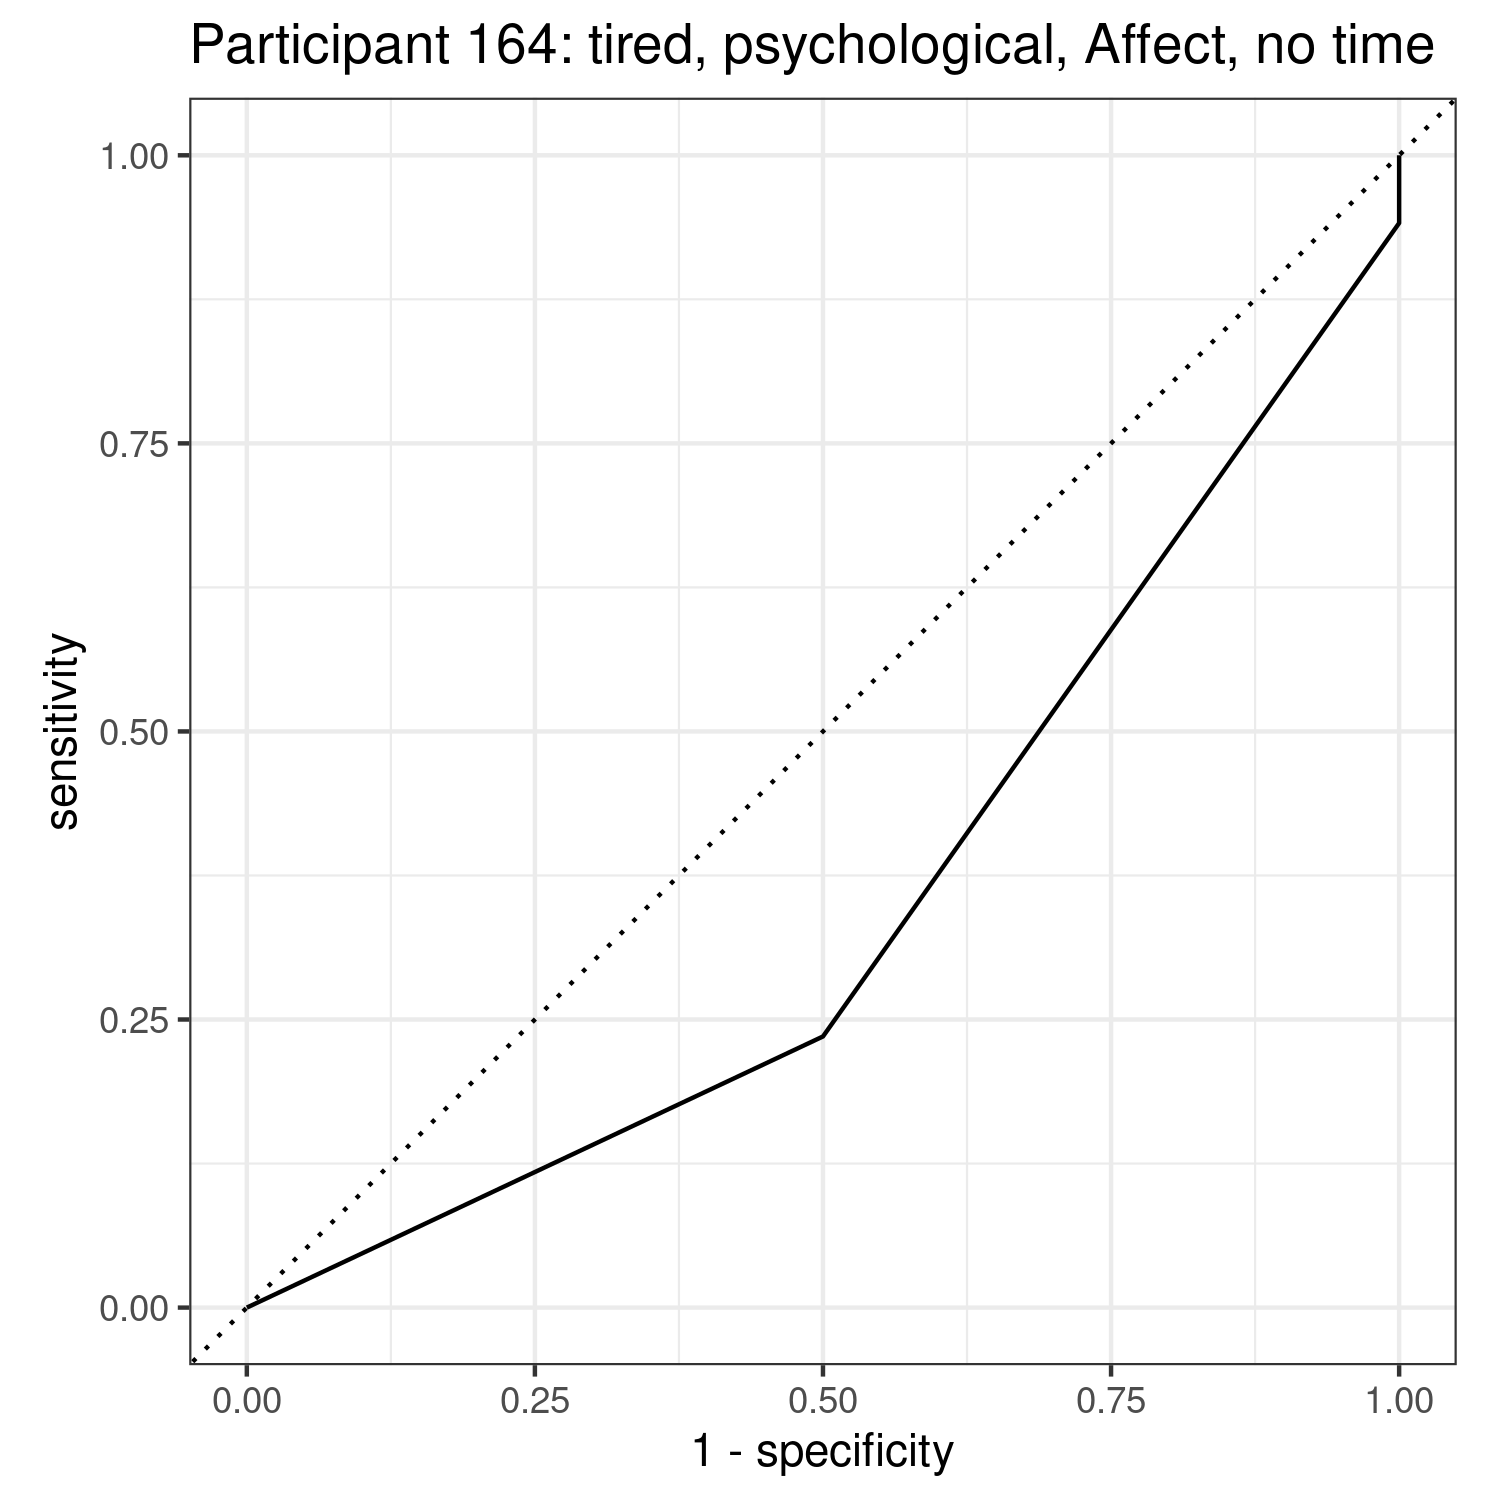 Participant 164: tired, psychological, Affect, no time
1.00
0.75
0.50
0.25
0.00
sensitivity
0.00 0.25 0.50 0.75 1.00
1 - specificity